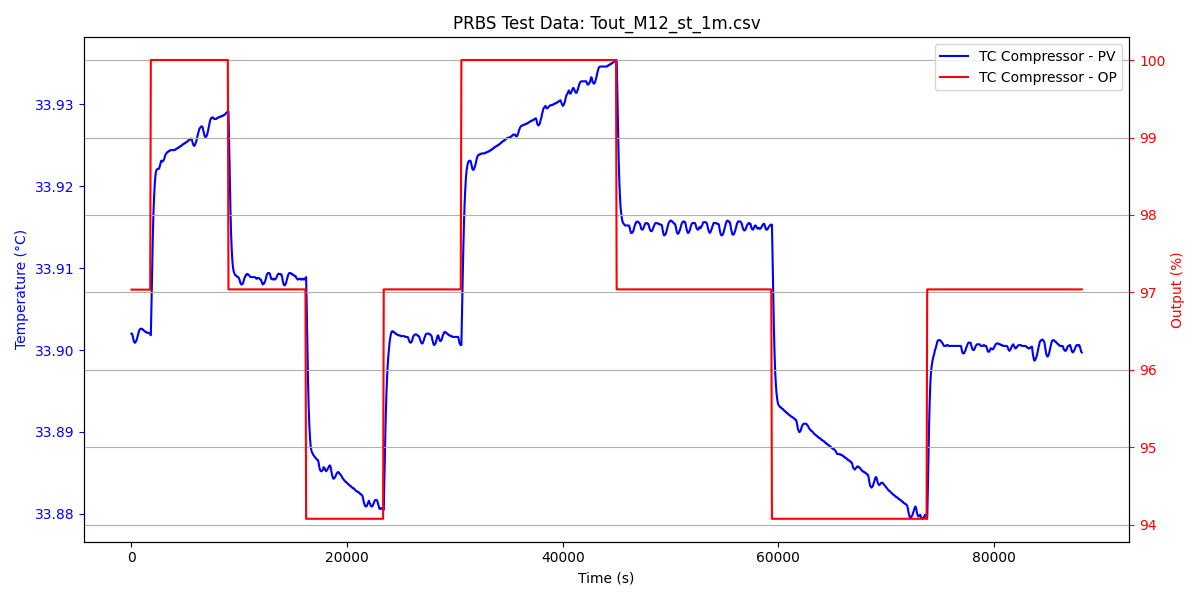 PRBS Test Data: Tout_M12_st_1m.csv
TC Compressor - PV
TC Compressor - OP
Temperature (°C)
33.93
33.92
33.91
33.90
33.89
33.88
Output (%)
100
99
98
97
96
95
94
0 20000 40000 60000 80000
Time (s)